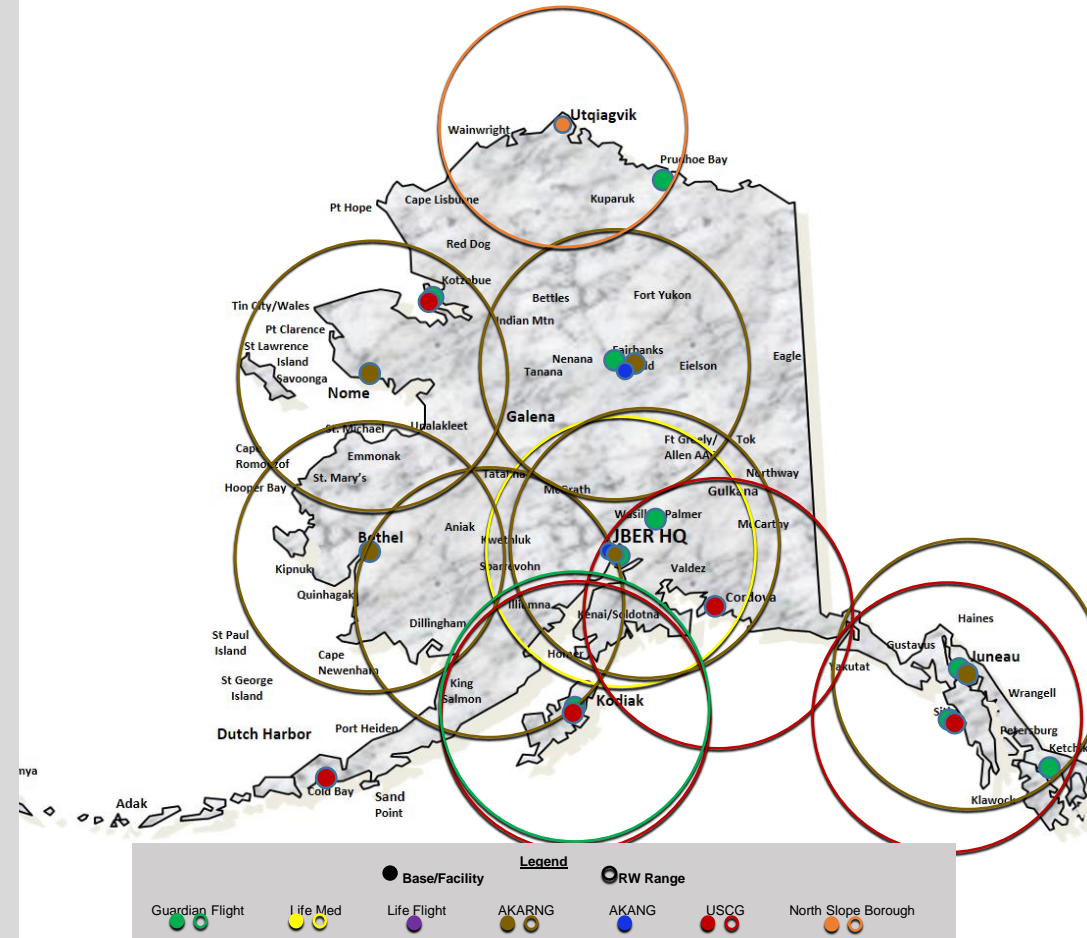 Utqiagvik
Wainwright
Prudhoe Bay
Cape Lisburne
Kuparuk
Pt Hope
Red Dog
Kotzebue
Bettles
Fort Yukon
Tin City/Wales
Indian Mtn
Pt Clarence
St Lawrence
Island
Savoonga
Fairbanks
Nenana
Eielson
Eagle
Tanana
Nome
Galena
St. Michael
Unalakleet
Ft Greely/
Allen AAF
Tok
Cape
Romonzof
Emmonak
St. Mary's
Tatalina
McGrath
Northway
Hooper Bay
Gulkana
Wasilla
Palmer
McCarthy
Aniak
Bethel
Kwethluk
JBER HQ
Sparrevohn
Valdez
Kipnuk
Quinhagak
Iliamna
Cordova
Kenai/Soldotna
Dillingham
Haines
St Paul
Island
Cape
Newenham
Homer
Gustavus
Juneau
Yakutat
St George
Island
King
Salmon
Kodiak
Wrangell
Port Heiden
Petersburg
Dutch Harbor
Cold Bay
Sand
Point
Klawock
Adak
Legend
Base/Facility
RW Range
Guardian Flight
Life Med
Life Flight
AKARNG
AKANG
USCG
North Slope Borough